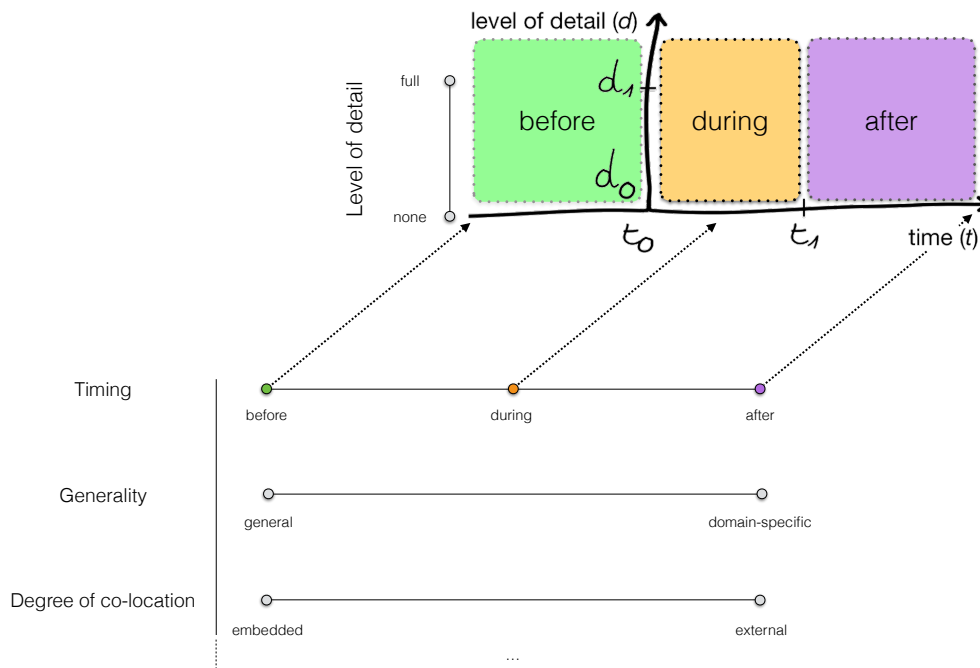 level of detail (d)
full
d₁
before
during
after
Level of detail
d₀
none
t₀
t₁
time (t)
Timing
before
during
after
Generality
general
domain-specific
Degree of co-location
embedded
external
...